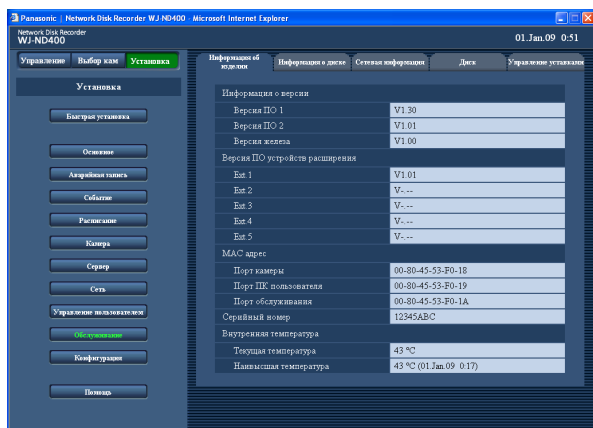 Panasonic | Network Disk Recorder WJ-ND400 - Microsoft Internet Explorer
Network Disk Recorder
WJ-ND400
01.Jan.09 0:51
Управление Выбор кам Установка
Информация об изделии
Информация о диске
Сетевая информация
Диск
Управление уставками
Установка
Быстрая установка
Основное
Аварийная запись
Событие
Расписание
Камера
Сервер
Сеть
Управление пользователем
Обслуживание
Конфигурация
Помощь
Информация о версии
Версия ПО 1 V1.30
Версия ПО 2 V1.01
Версия железа V1.00
Версия ПО устройств расширения
Ext.1 V1.01
Ext.2 V-.--
Ext.3 V-.--
Ext.4 V-.--
Ext.5 V-.--
MAC адрес
Порт камеры 00-80-45-53-F0-18
Порт ПК пользователя 00-80-45-53-F0-19
Порт обслуживания 00-80-45-53-F0-1A
Серийный номер 12345ABC
Внутренняя температура
Текущая температура 43 °C
Наивысшая температура 43 °C (01.Jan.09 0:17)